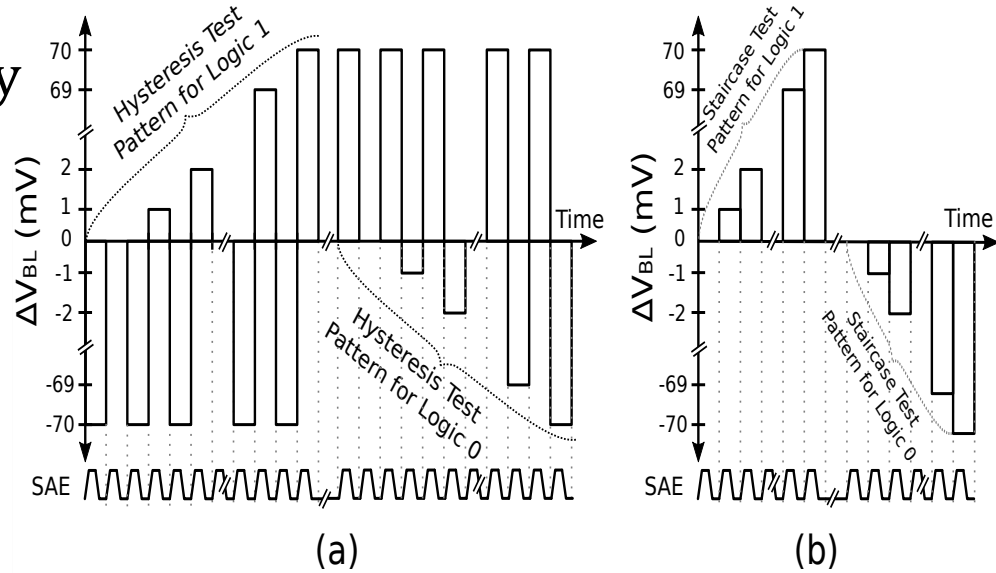 y
Hysteresis Test
Pattern for Logic 1
70
69
2
1
0
-1
-2
-69
-70
ΔVBL (mV)
Time
Hysteresis Test
Pattern for Logic 0
SAE
(a)
Staircase Test
Pattern for Logic 1
70
69
2
1
0
-1
-2
-69
-70
ΔVBL (mV)
Time
Staircase Test
Pattern for Logic 0
SAE
(b)